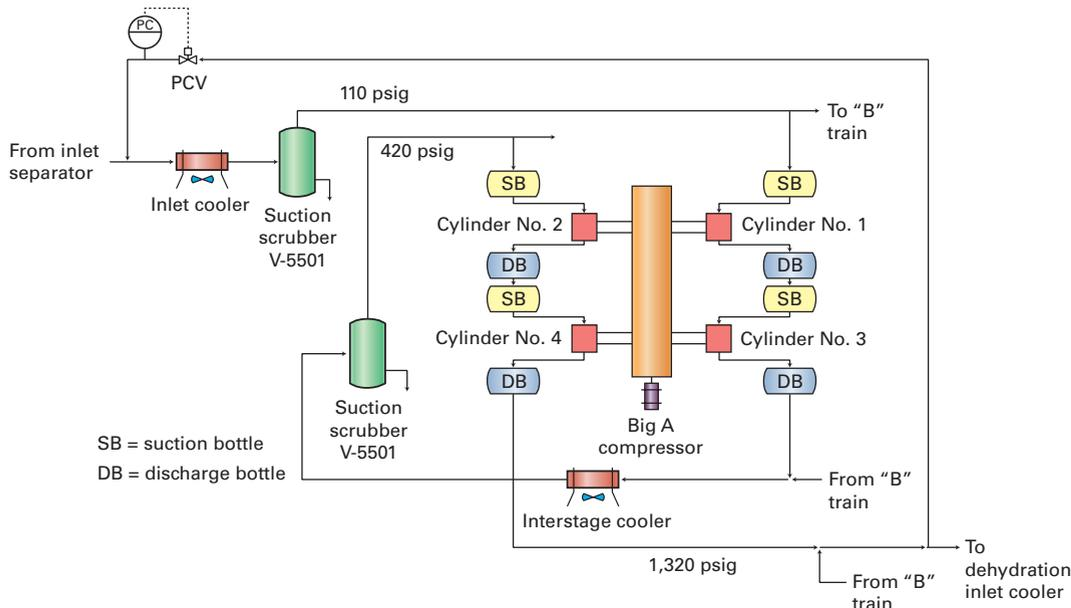 PC
PCV
110 psig
To “B”
train
420 psig
From inlet
separator
Inlet cooler
Suction
scrubber
V-5501
SB
SB
Cylinder No. 2
Cylinder No. 1
DB
DB
SB
SB
Cylinder No. 4
Cylinder No. 3
DB
DB
Suction
scrubber
V-5501
Big A
compressor
SB = suction bottle
DB = discharge bottle
From “B”
train
Interstage cooler
1,320 psig
To
dehydration
inlet cooler
From “B”
train